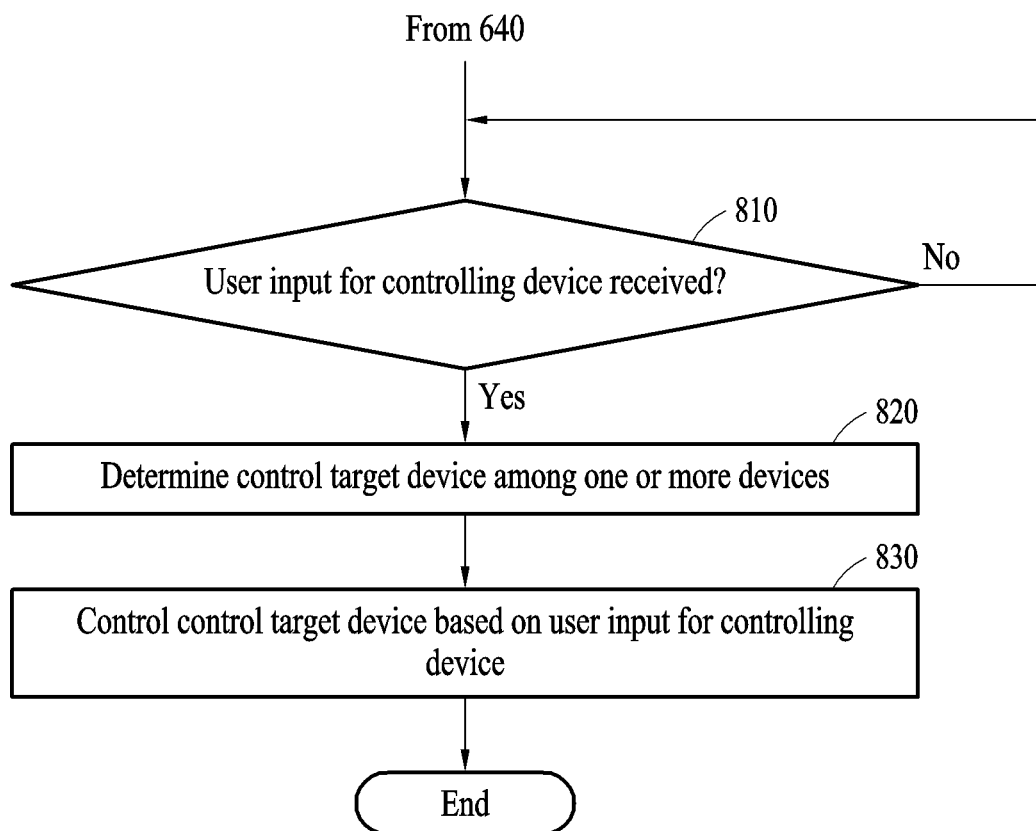 From 640
810
User input for controlling device received?
No
Yes
820
Determine control target device among one or more devices
830
Control control target device based on user input for controlling
device
End